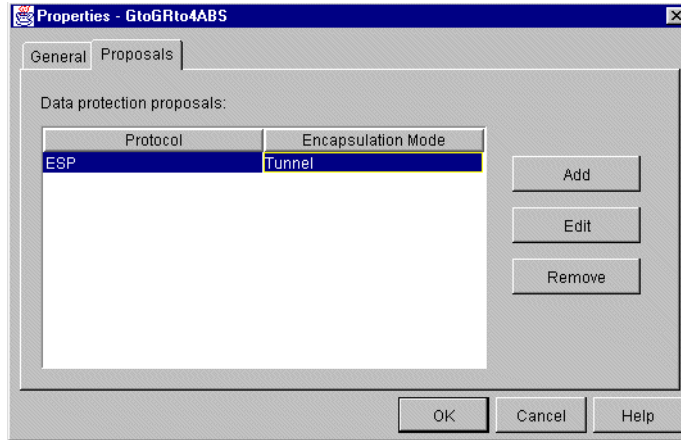 Properties - GtoGRto4ABS
General Proposals
Data protection proposals:
Protocol Encapsulation Mode
ESP Tunnel
Add
Edit
Remove
OK Cancel Help